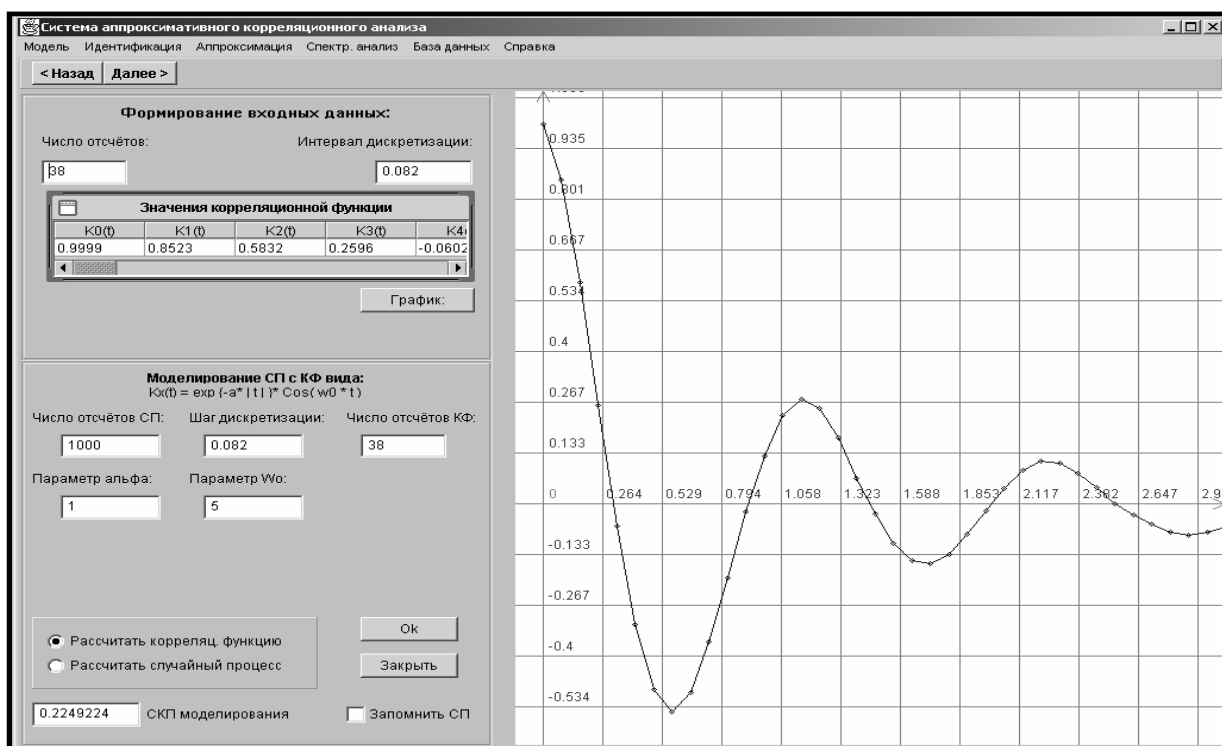 Система аппроксимативного корреляционного анализа
Модель Идентификация Аппроксимация Спектр. анализ База данных Справка
< Назад Далее >
Формирование входных данных:
Число отсчётов: Интервал дискретизации:
38 0.082
Значения корреляционной функции
K0(t) K1(t) K2(t) K3(t) K4(
0.9999 0.8523 0.5832 0.2596 -0.0602
График:
Моделирование СП с КФ вида:
Kx(t) = exp {-a* | t | }* Cos( w0 * t )
Число отсчётов СП: Шаг дискретизации: Число отсчётов КФ:
1000 0.082 38
Параметр альфа: Параметр Wo:
1 5
Рассчитать корреляц. функцию
Ok
Рассчитать случайный процесс
Закрыть
0.2249224 СКП моделирования Запомнить СП
0.935
0.801
0.667
0.534
0.4
0.267
0.133
0 0.264 0.529 0.794 1.058 1.323 1.588 1.853 2.117 2.382 2.647 2.9
-0.133
-0.267
-0.4
-0.534